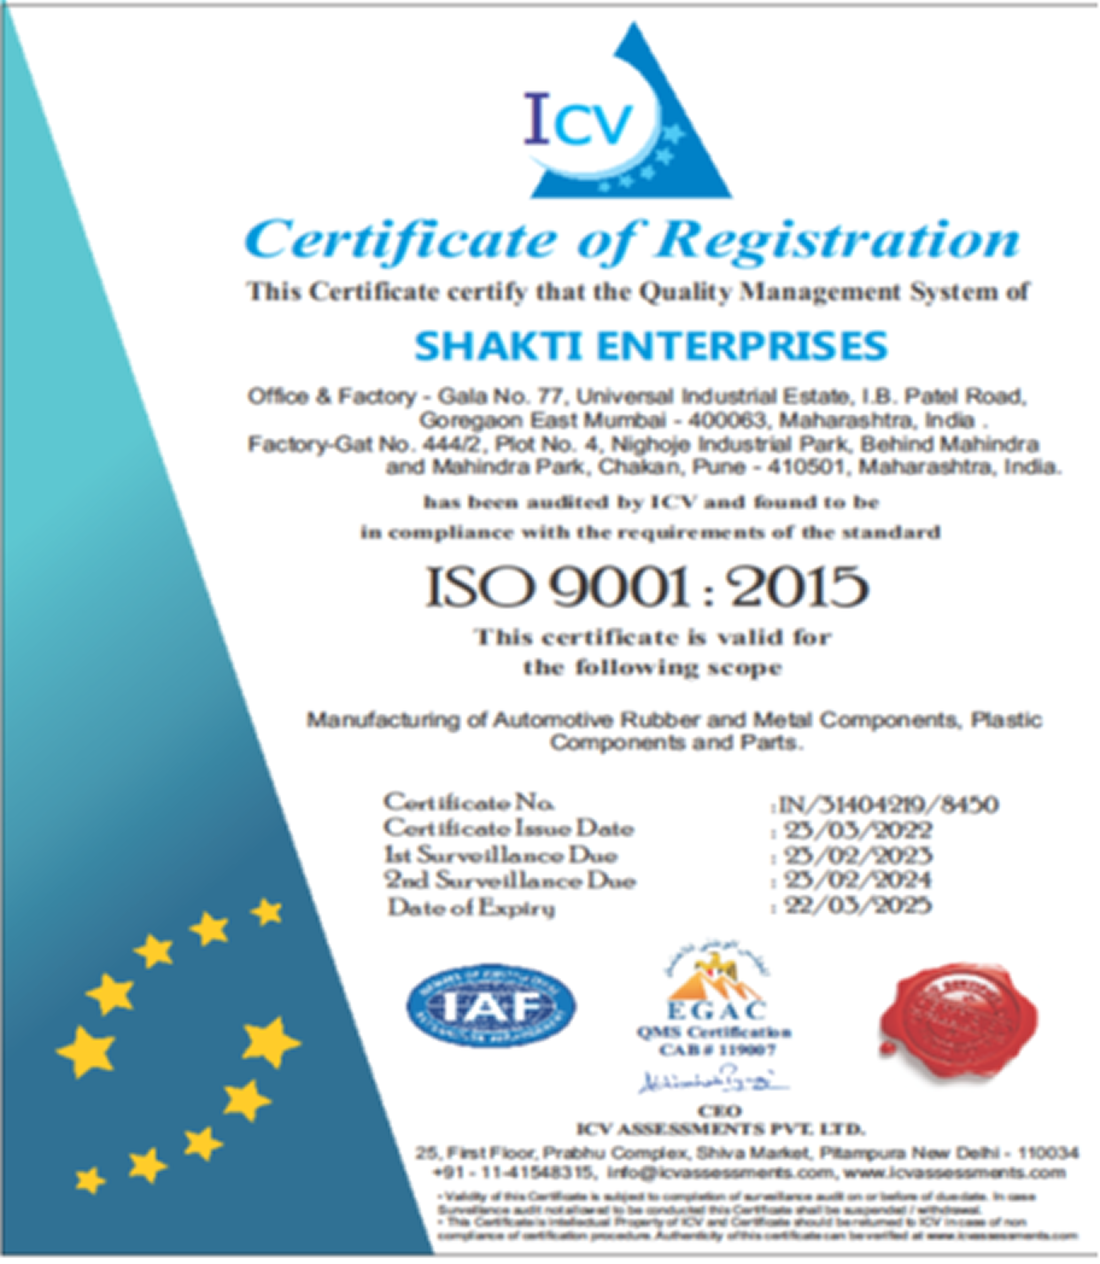 ICV
Certificate of Registration
This Certificate certify that the Quality Management System of
SHAKTI ENTERPRISES
Office & Factory - Gala No. 77, Universal Industrial Estate, I.B. Patel Road,
Goregaon East Mumbai - 400063, Maharashtra, India .
Factory-Gat No. 444/2, Plot No. 4, Nighoje Industrial Park, Behind Mahindra
and Mahindra Park, Chakan, Pune - 410501, Maharashtra, India.
has been audited by ICV and found to be
in compliance with the requirements of the standard
ISO 9001 : 2015
This certificate is valid for
the following scope
Manufacturing of Automotive Rubber and Metal Components, Plastic
Components and Parts.
Certificate No. : IN/31404219/8450
Certificate Issue Date : 23/03/2022
1st Surveillance Due : 23/02/2023
2nd Surveillance Due : 23/02/2024
Date of Expiry : 22/03/2025
IAF
EGAC
QMS Certification
CAB # 119007
CEO
ICV ASSESSMENTS PVT. LTD.
25, First Floor, Prabhu Complex, Shiva Market, Pitampura New Delhi - 110034
+91 - 11-41548315, info@icvassessments.com, www.icvassessments.com
• Validity of this Certificate is subject to completion of surveillance audit on or before of due date. In case
Surveillance audit not allowed to be conducted this Certificate shall be suspended / withdrawal.
• This Certificate is Intellectual Property of ICV and Certificate should be returned to ICV in case of non
compliance of certification procedure. Authenticity of this certificate can be verified at www.icvassessments.com